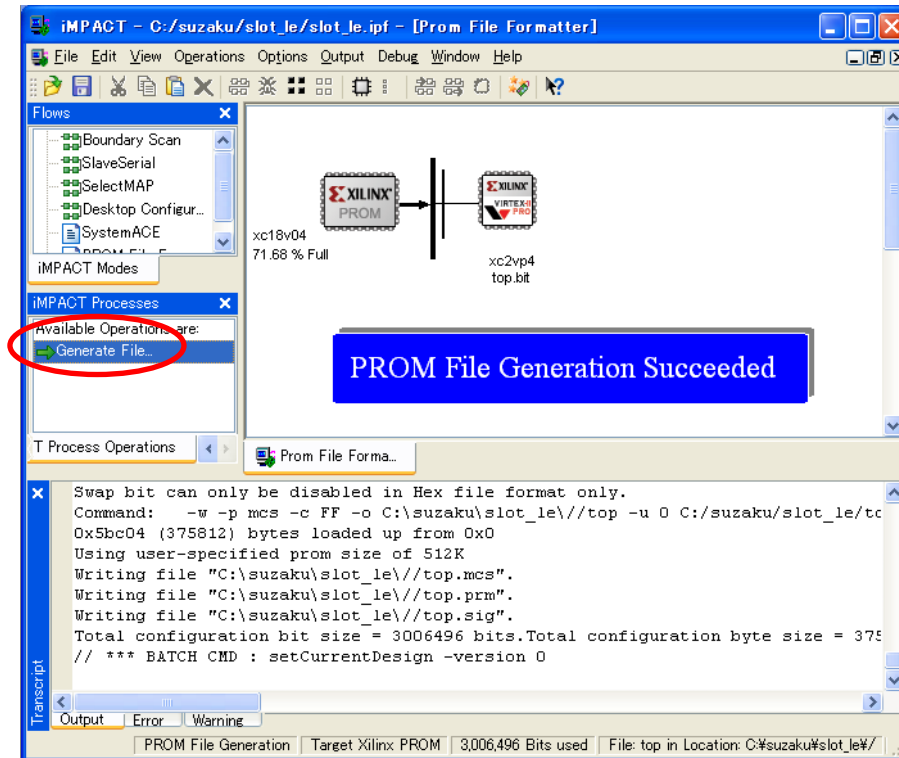 iMPACT - C:/suzaku/slot_le/slot_le.ipf - [Prom File Formatter]
File Edit View Operations Options Output Debug Window Help
Flows
Boundary Scan
SlaveSerial
SelectMAP
Desktop Configur...
SystemACE
iMPACT Modes
iMPACT Processes
Available Operations are:
Generate File...
T Process Operations
XILINX
PROM
xc18v04
71.68 % Full
XILINX
VIRTEX-II
PRO
xc2vp4
top.bit
PROM File Generation Succeeded
Prom File Forma...
Swap bit can only be disabled in Hex file format only.
Command: -w -p mcs -c FF -o C:\suzaku\slot_le\//top -u 0 C:/suzaku/slot_le/tc
0x5bc04 (375812) bytes loaded up from 0x0
Using user-specified prom size of 512K
Writing file "C:\suzaku\slot_le\//top.mcs".
Writing file "C:\suzaku\slot_le\//top.prm".
Writing file "C:\suzaku\slot_le\//top.sig".
Total configuration bit size = 3006496 bits.Total configuration byte size = 375
// *** BATCH CMD : setCurrentDesign -version 0
Transcript
Output Error Warning
PROM File Generation Target Xilinx PROM 3,006,496 Bits used File: top in Location: C:¥suzaku¥slot_le¥/